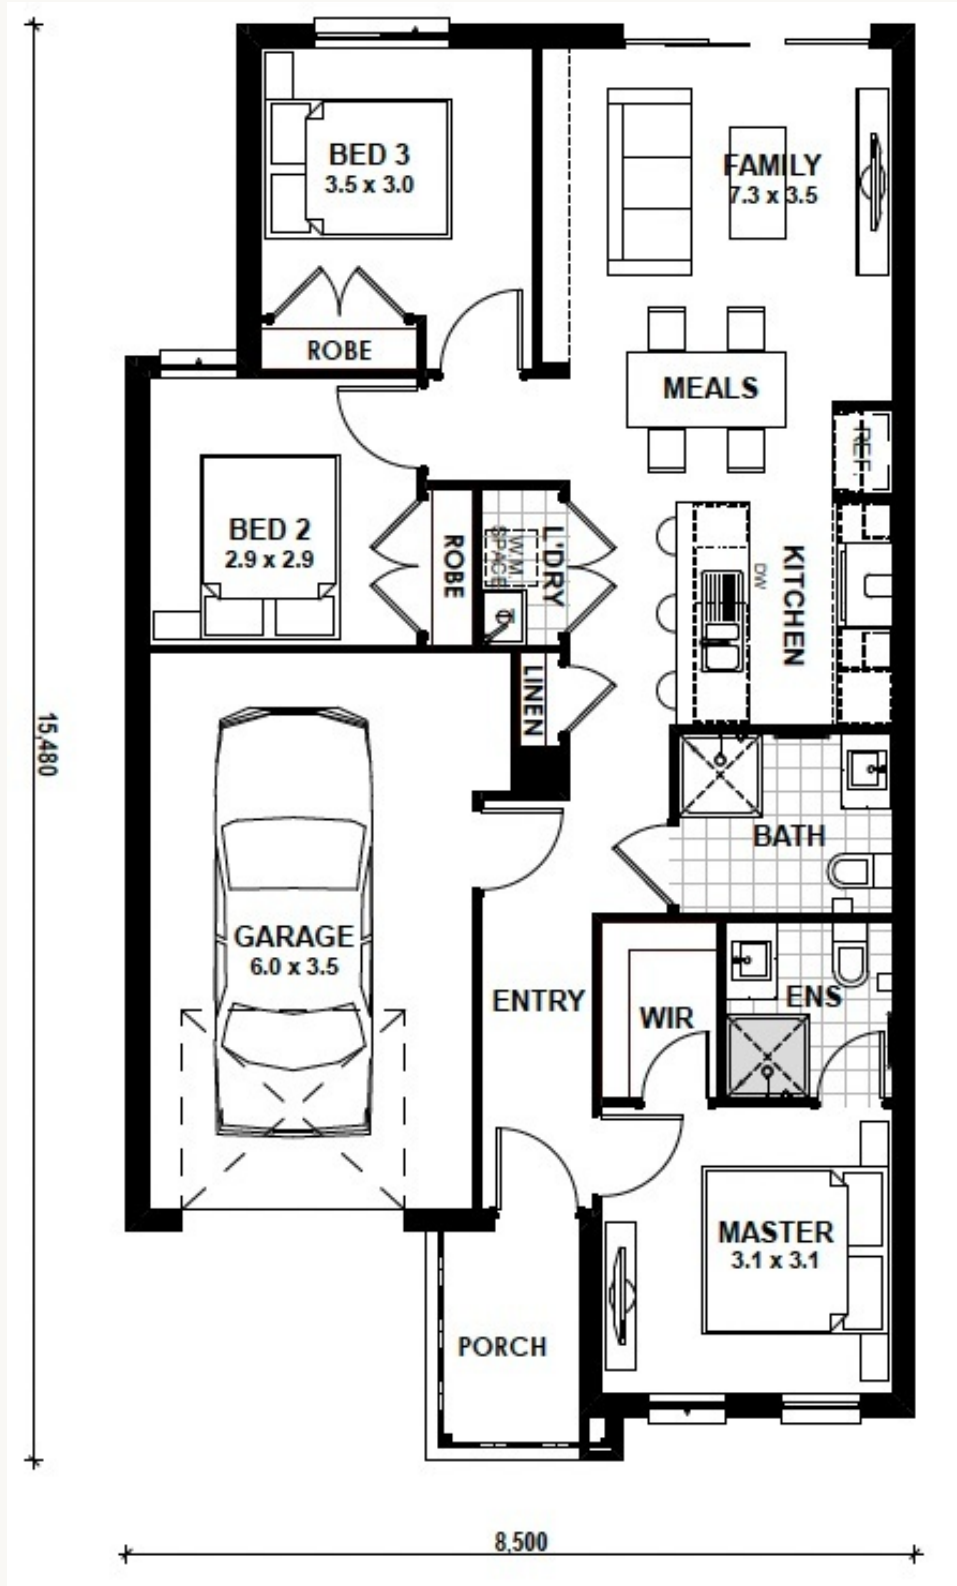 BED 3
3.5 x 3.0
FAMILY
7.3 x 3.5
ROBE
MEALS
REF.
BED 2
2.9 x 2.9
ROBE
W.M.
SPACE
L'DRY
DW
KITCHEN
LINEN
15,480
BATH
GARAGE
6.0 x 3.5
ENTRY
WIR
ENS
MASTER
3.1 x 3.1
PORCH
8,500